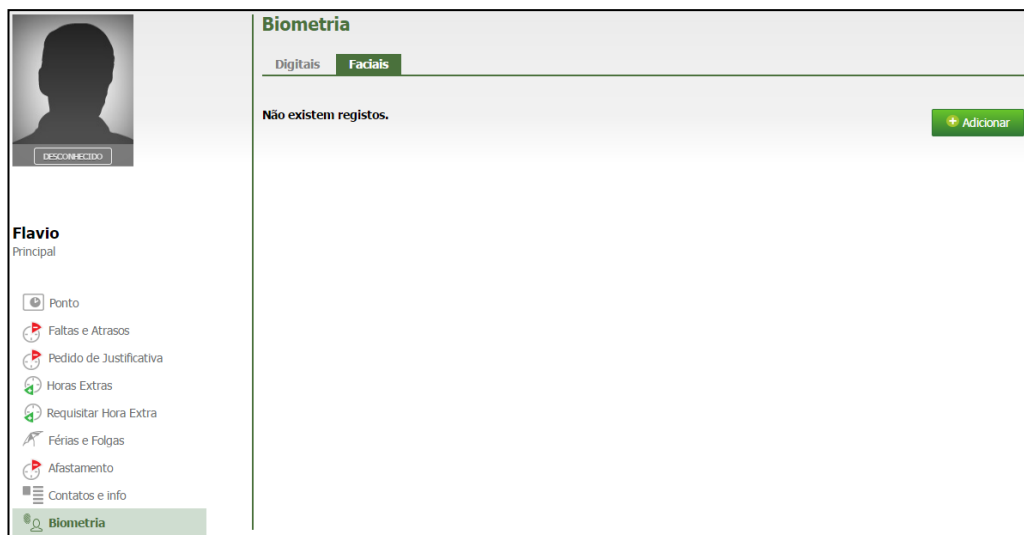 DESCONHECIDO
Flavio
Principal
Ponto
Faltas e Atrasos
Pedido de Justificativa
Horas Extras
Requisitar Hora Extra
Férias e Folgas
Afastamento
Contatos e info
Biometria
Biometria
Digitais Faciais
Não existem registos.
Adicionar